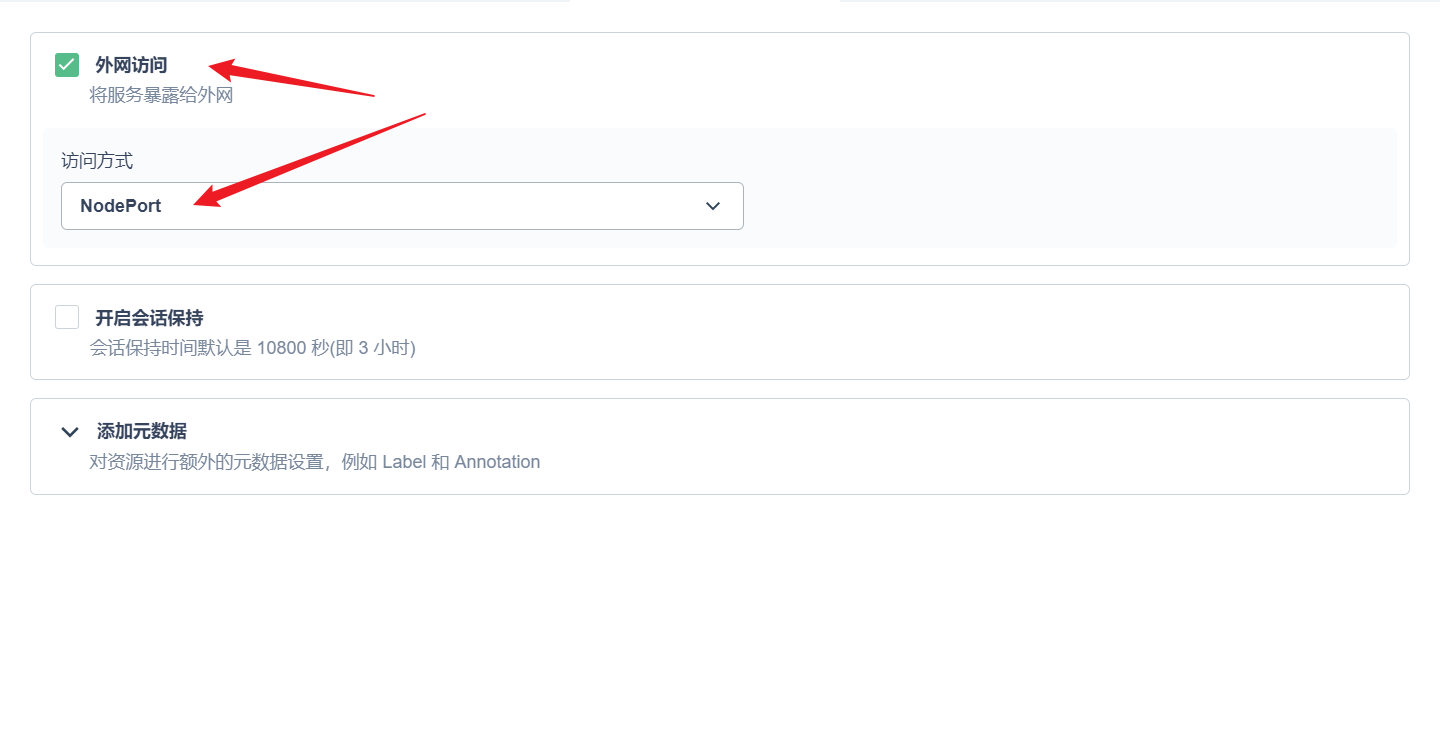 外网访问
将服务暴露给外网
访问方式
NodePort
开启会话保持
会话保持时间默认是 10800 秒(即 3 小时)
添加元数据
对资源进行额外的元数据设置，例如 Label 和 Annotation